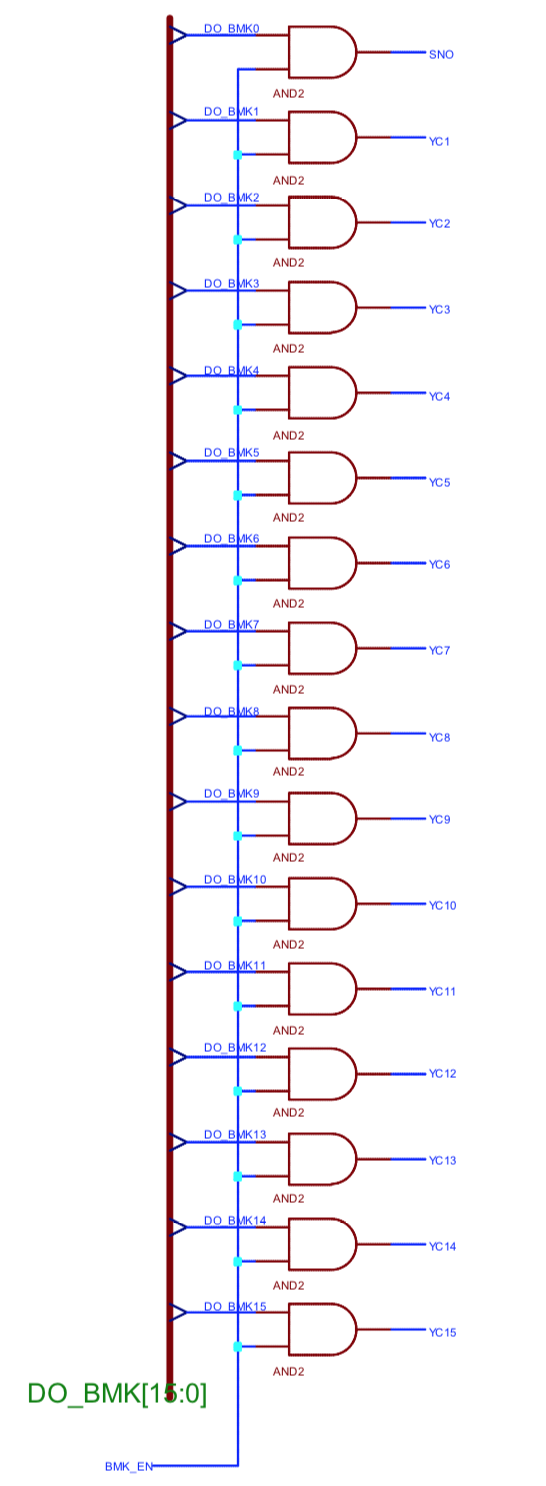 DO_BMK0
SNO
AND2
DO_BMK1
YC1
AND2
DO_BMK2
YC2
AND2
DO_BMK3
YC3
AND2
DO_BMK4
YC4
AND2
DO_BMK5
YC5
AND2
DO_BMK6
YC6
AND2
DO_BMK7
YC7
AND2
DO_BMK8
YC8
AND2
DO_BMK9
YC9
AND2
DO_BMK10
YC10
AND2
DO_BMK11
YC11
AND2
DO_BMK12
YC12
AND2
DO_BMK13
YC13
AND2
DO_BMK14
YC14
AND2
DO_BMK15
YC15
AND2
DO_BMK[15:0]
BMK_EN